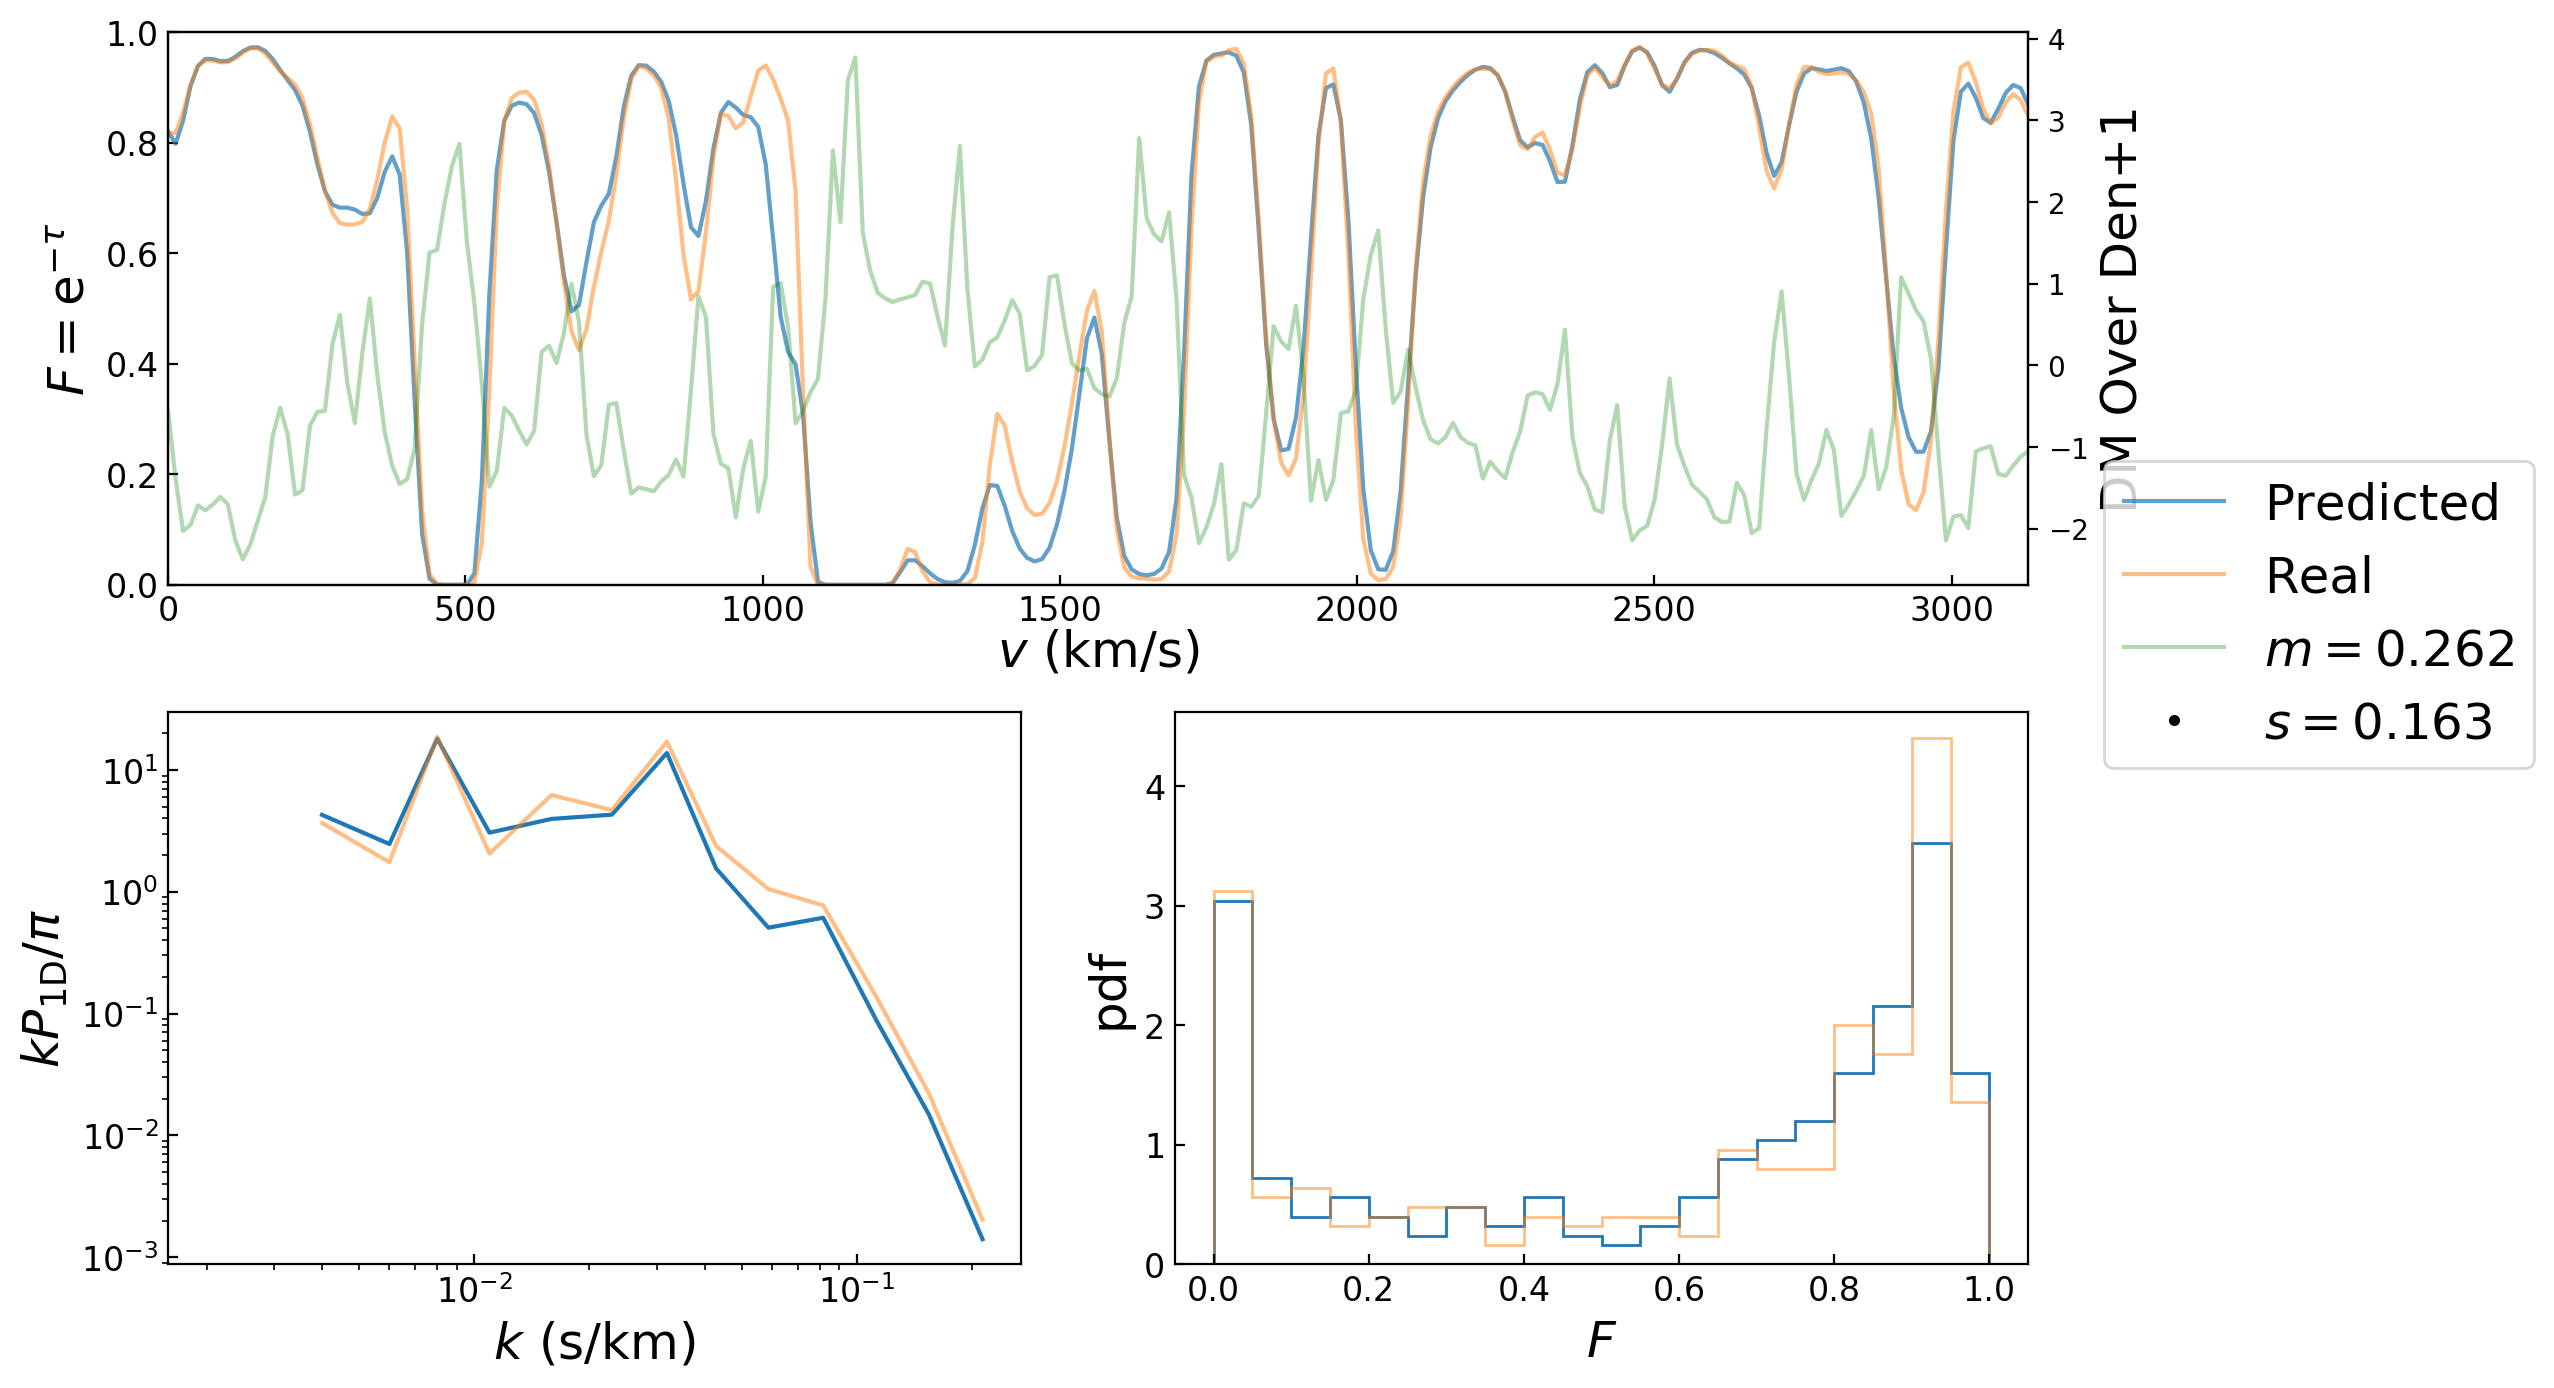 F = e^{-τ}
1.0
0.8
0.6
0.4
0.2
0.0
0 500 1000 1500 2000 2500 3000
v (km/s)
4
3
2
1
0
−1
−2
DM Over Den+1
Predicted
Real
m = 0.262
s = 0.163
kP_{1D}/π
10^1
10^0
10^{−1}
10^{−2}
10^{−3}
10^{−2} 10^{−1}
k (s/km)
pdf
4
3
2
1
0
0.0 0.2 0.4 0.6 0.8 1.0
F